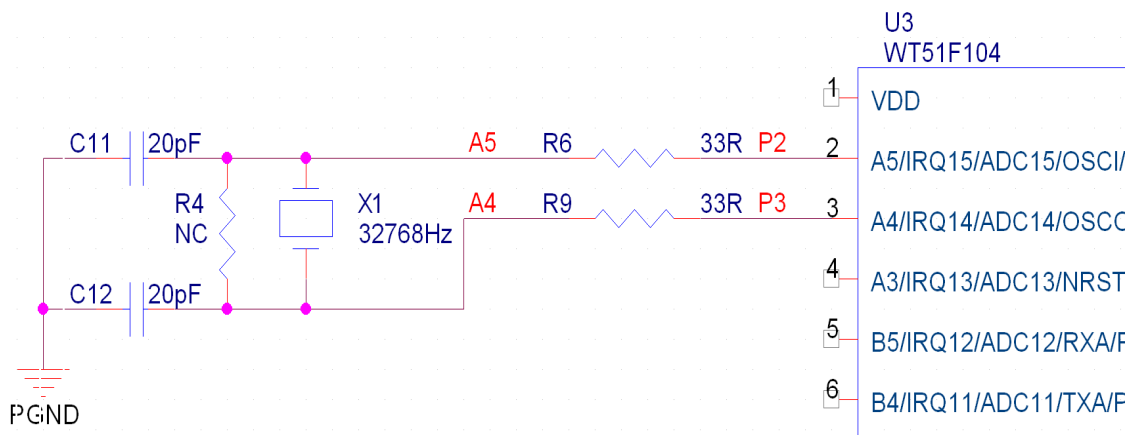 U3
WT51F104
1
VDD
C11 20pF A5 R6 33R P2 2 A5/IRQ15/ADC15/OSCI/
R4 X1 A4 R9 33R P3 3 A4/IRQ14/ADC14/OSCO
NC 32768Hz
4 A3/IRQ13/ADC13/NRST
C12 20pF
5 B5/IRQ12/ADC12/RXA/P
6 B4/IRQ11/ADC11/TXA/P
PGND